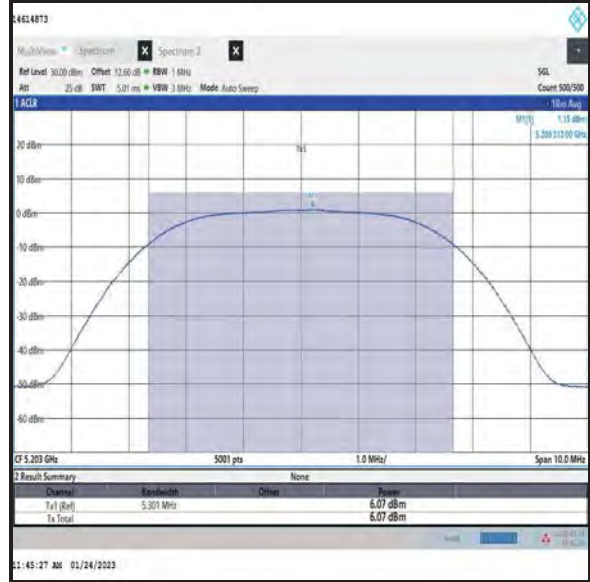 14614873
MultiView Spectrum X Spectrum 2 X
Ref Level 30.00 dBm Offset 12.60 dB RBW 1 MHz SGL
Att 25 dB SWT 5.01 ms VBW 3 MHz Mode Auto Sweep Count 500/500
1 ACLR 1Rm Avg
M1[1] 1.15 dBm
Tx1
20 dBm
10 dBm
0 dBm
-10 dBm
-20 dBm
-30 dBm
-40 dBm
-50 dBm
-60 dBm
CF 5.203 GHz 5001 pts 1.0 MHz/ Span 10.0 MHz
2 Result Summary None
Channel Bandwidth Offset Power
Tx1 (Ref) 5.301 MHz 6.07 dBm
Tx Total 6.07 dBm
11:45:27 AM 01/24/2023